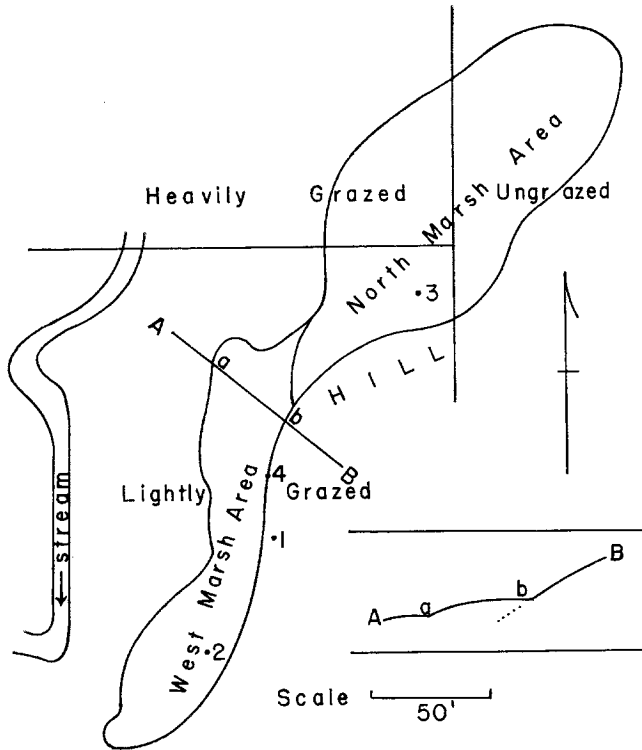 Heavily Grazed
Ungrazed
North Marsh Area
3
A
a
b
B
HILL
4
Lightly Grazed
1
stream
West Marsh Area
2
A a b B
Scale
50'